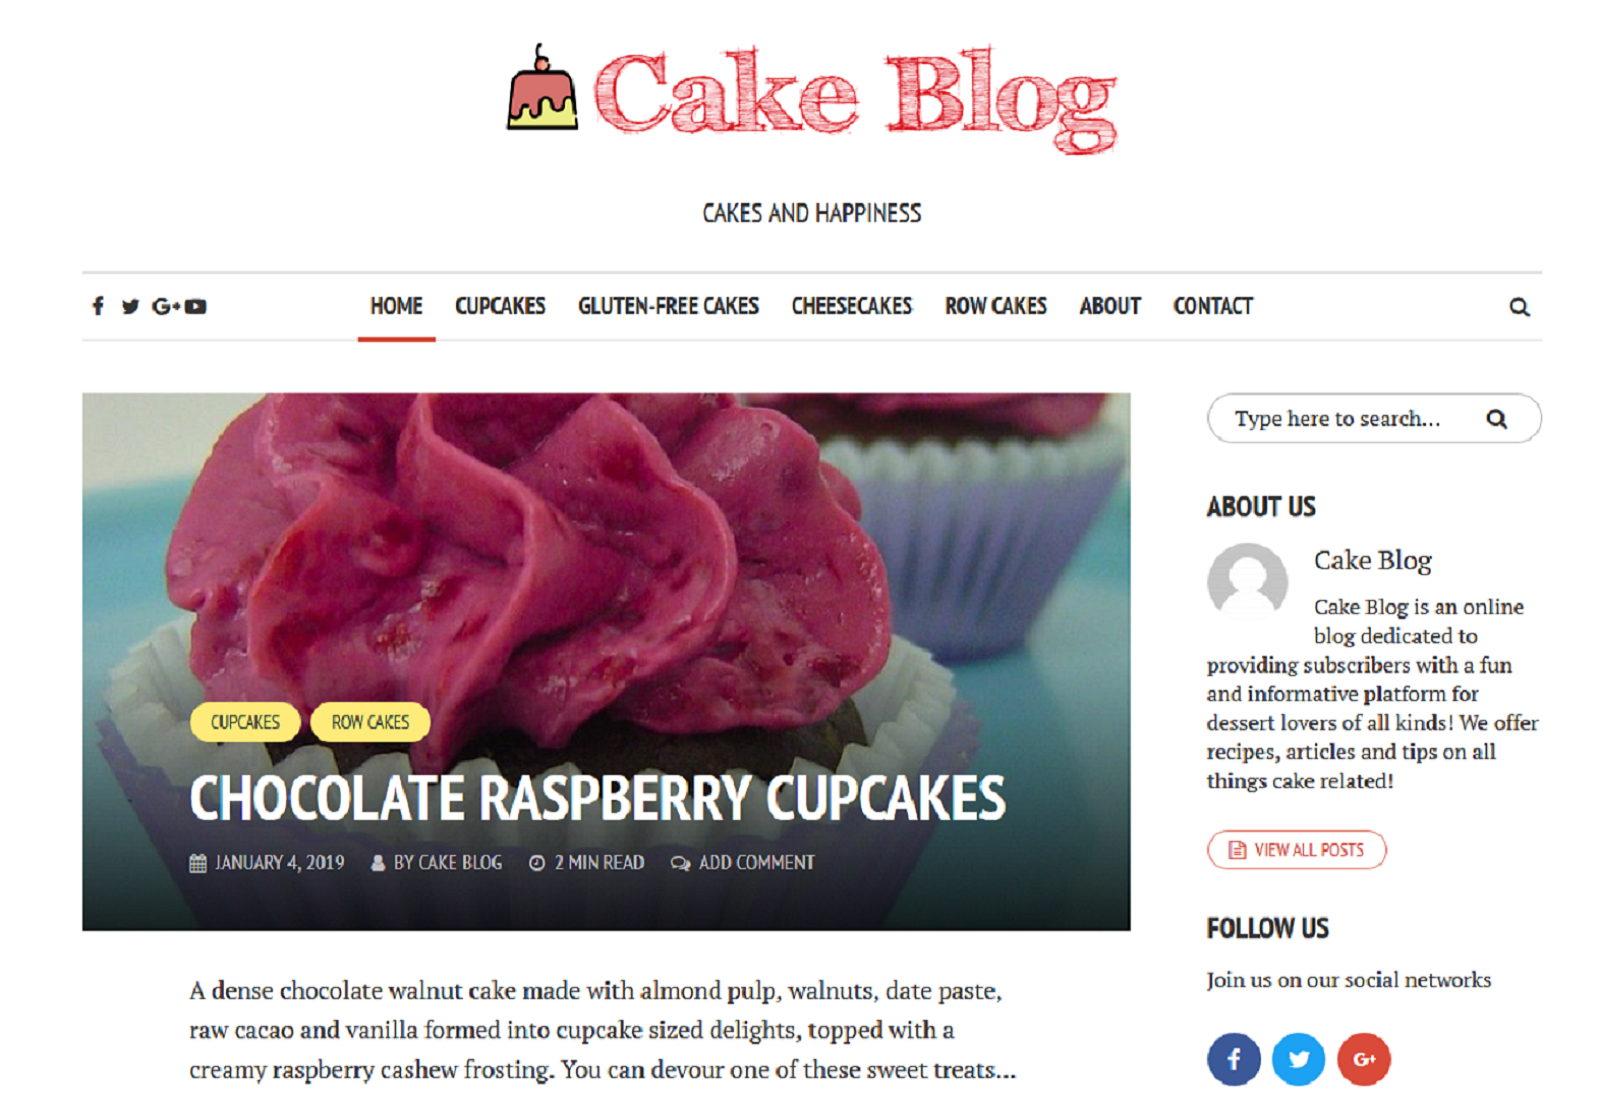 Cake Blog
CAKES AND HAPPINESS
G+
HOME CUPCAKES GLUTEN-FREE CAKES CHEESECAKES ROW CAKES ABOUT CONTACT
CUPCAKES ROW CAKES
CHOCOLATE RASPBERRY CUPCAKES
JANUARY 4, 2019 BY CAKE BLOG 2 MIN READ ADD COMMENT
A dense chocolate walnut cake made with almond pulp, walnuts, date paste,
raw cacao and vanilla formed into cupcake sized delights, topped with a
creamy raspberry cashew frosting. You can devour one of these sweet treats...
Type here to search...
ABOUT US
Cake Blog
Cake Blog is an online
blog dedicated to
providing subscribers with a fun
and informative platform for
dessert lovers of all kinds! We offer
recipes, articles and tips on all
things cake related!
VIEW ALL POSTS
FOLLOW US
Join us on our social networks
G+